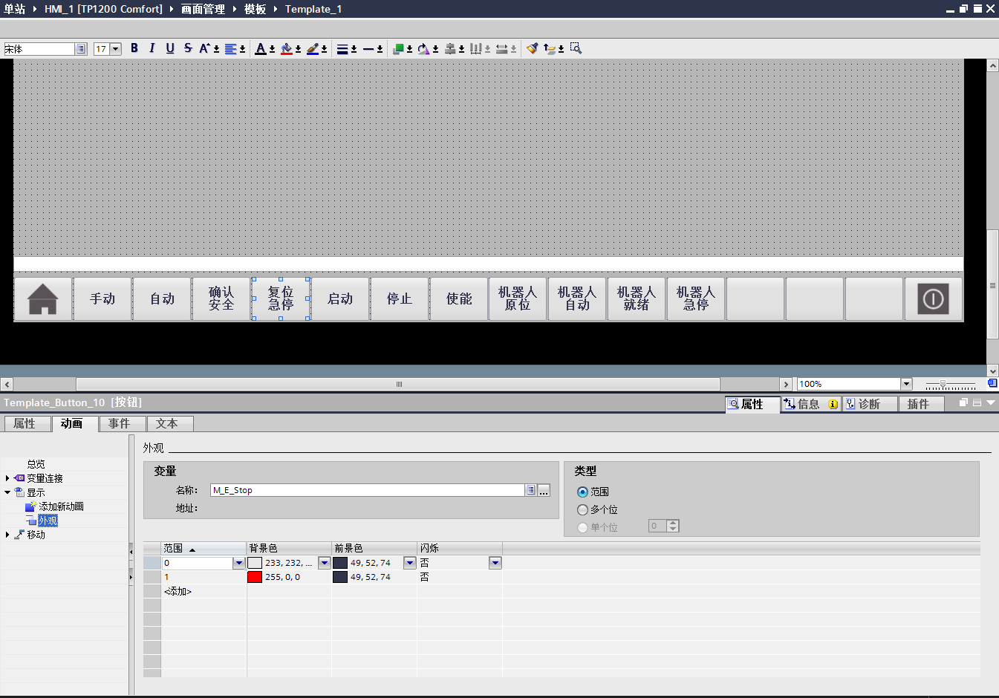 单站 HMI_1 [TP1200 Comfort] 画面管理 模板 Template_1
宋体 17 B I U S A A
手动 自动 确认 安全 复位 急停 启动 停止 使能 机器人 原位 机器人 自动 机器人 就绪 机器人 急停
100%
Template_Button_10 [按钮]
属性 信息 诊断 插件
属性 动画 事件 文本
总览
变量连接
显示
添加新动画
外观
移动
外观
变量
名称: M_E_Stop ...
地址:
类型
范围
多个位
单个位 0
范围 背景色 前景色 闪烁
0 233, 232, ... 49, 52, 74 否
1 255, 0, 0 49, 52, 74 否
<添加>